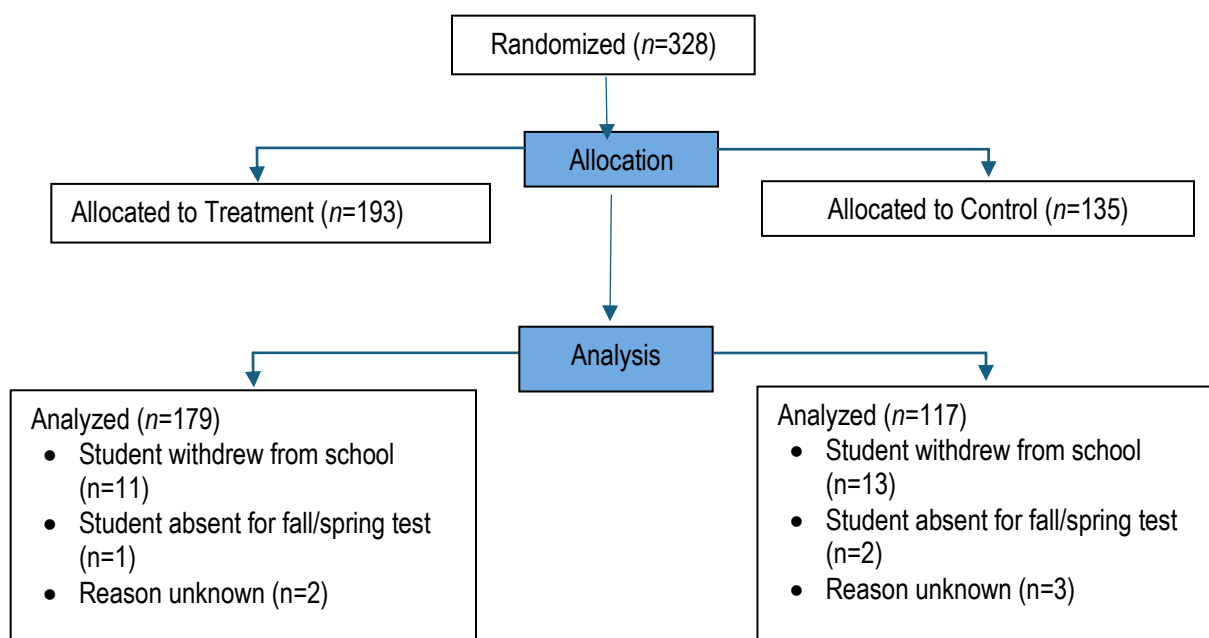 Randomized (n=328)
Allocation
Allocated to Treatment (n=193)
Allocated to Control (n=135)
Analysis
Analyzed (n=179)
• Student withdrew from school
(n=11)
• Student absent for fall/spring test
(n=1)
• Reason unknown (n=2)
Analyzed (n=117)
• Student withdrew from school
(n=13)
• Student absent for fall/spring test
(n=2)
• Reason unknown (n=3)